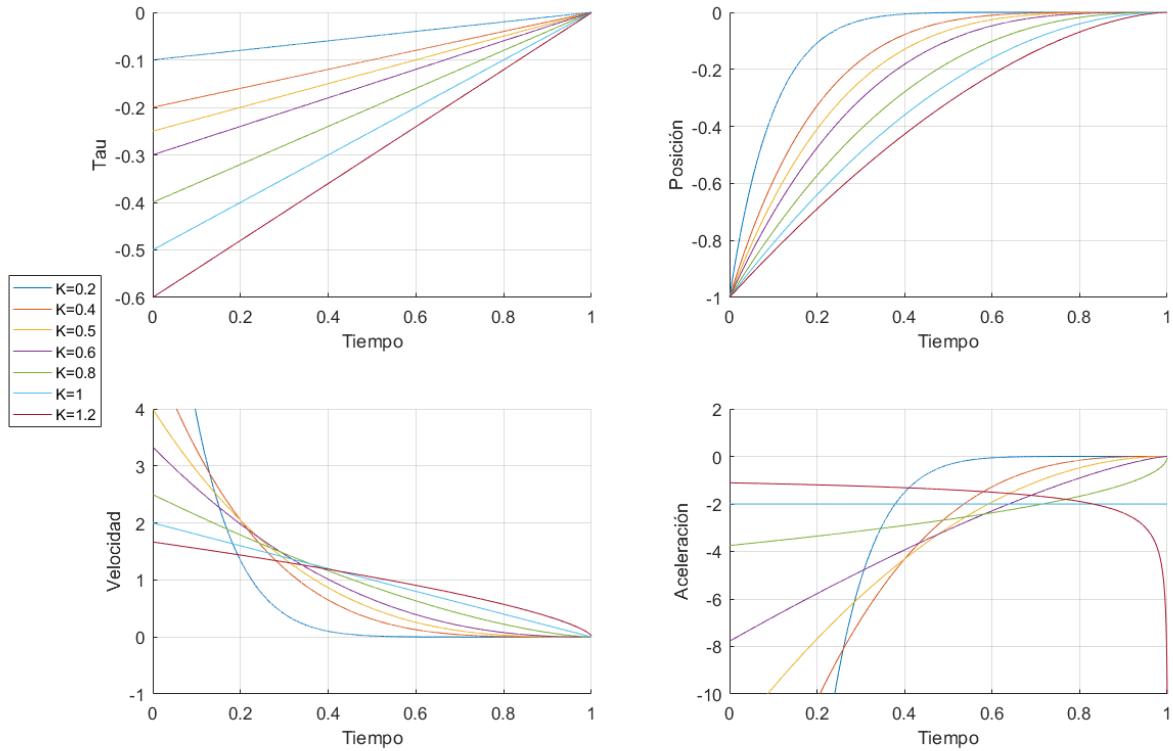 0
-0.1
-0.2
-0.3
-0.4
-0.5
-0.6
Tau
0 0.2 0.4 0.6 0.8 1
Tiempo
0
-0.2
-0.4
-0.6
-0.8
-1
Posición
0 0.2 0.4 0.6 0.8 1
Tiempo
K=0.2
K=0.4
K=0.5
K=0.6
K=0.8
K=1
K=1.2
4
3
2
1
0
-1
Velocidad
0 0.2 0.4 0.6 0.8 1
Tiempo
2
0
-2
-4
-6
-8
-10
Aceleración
0 0.2 0.4 0.6 0.8 1
Tiempo